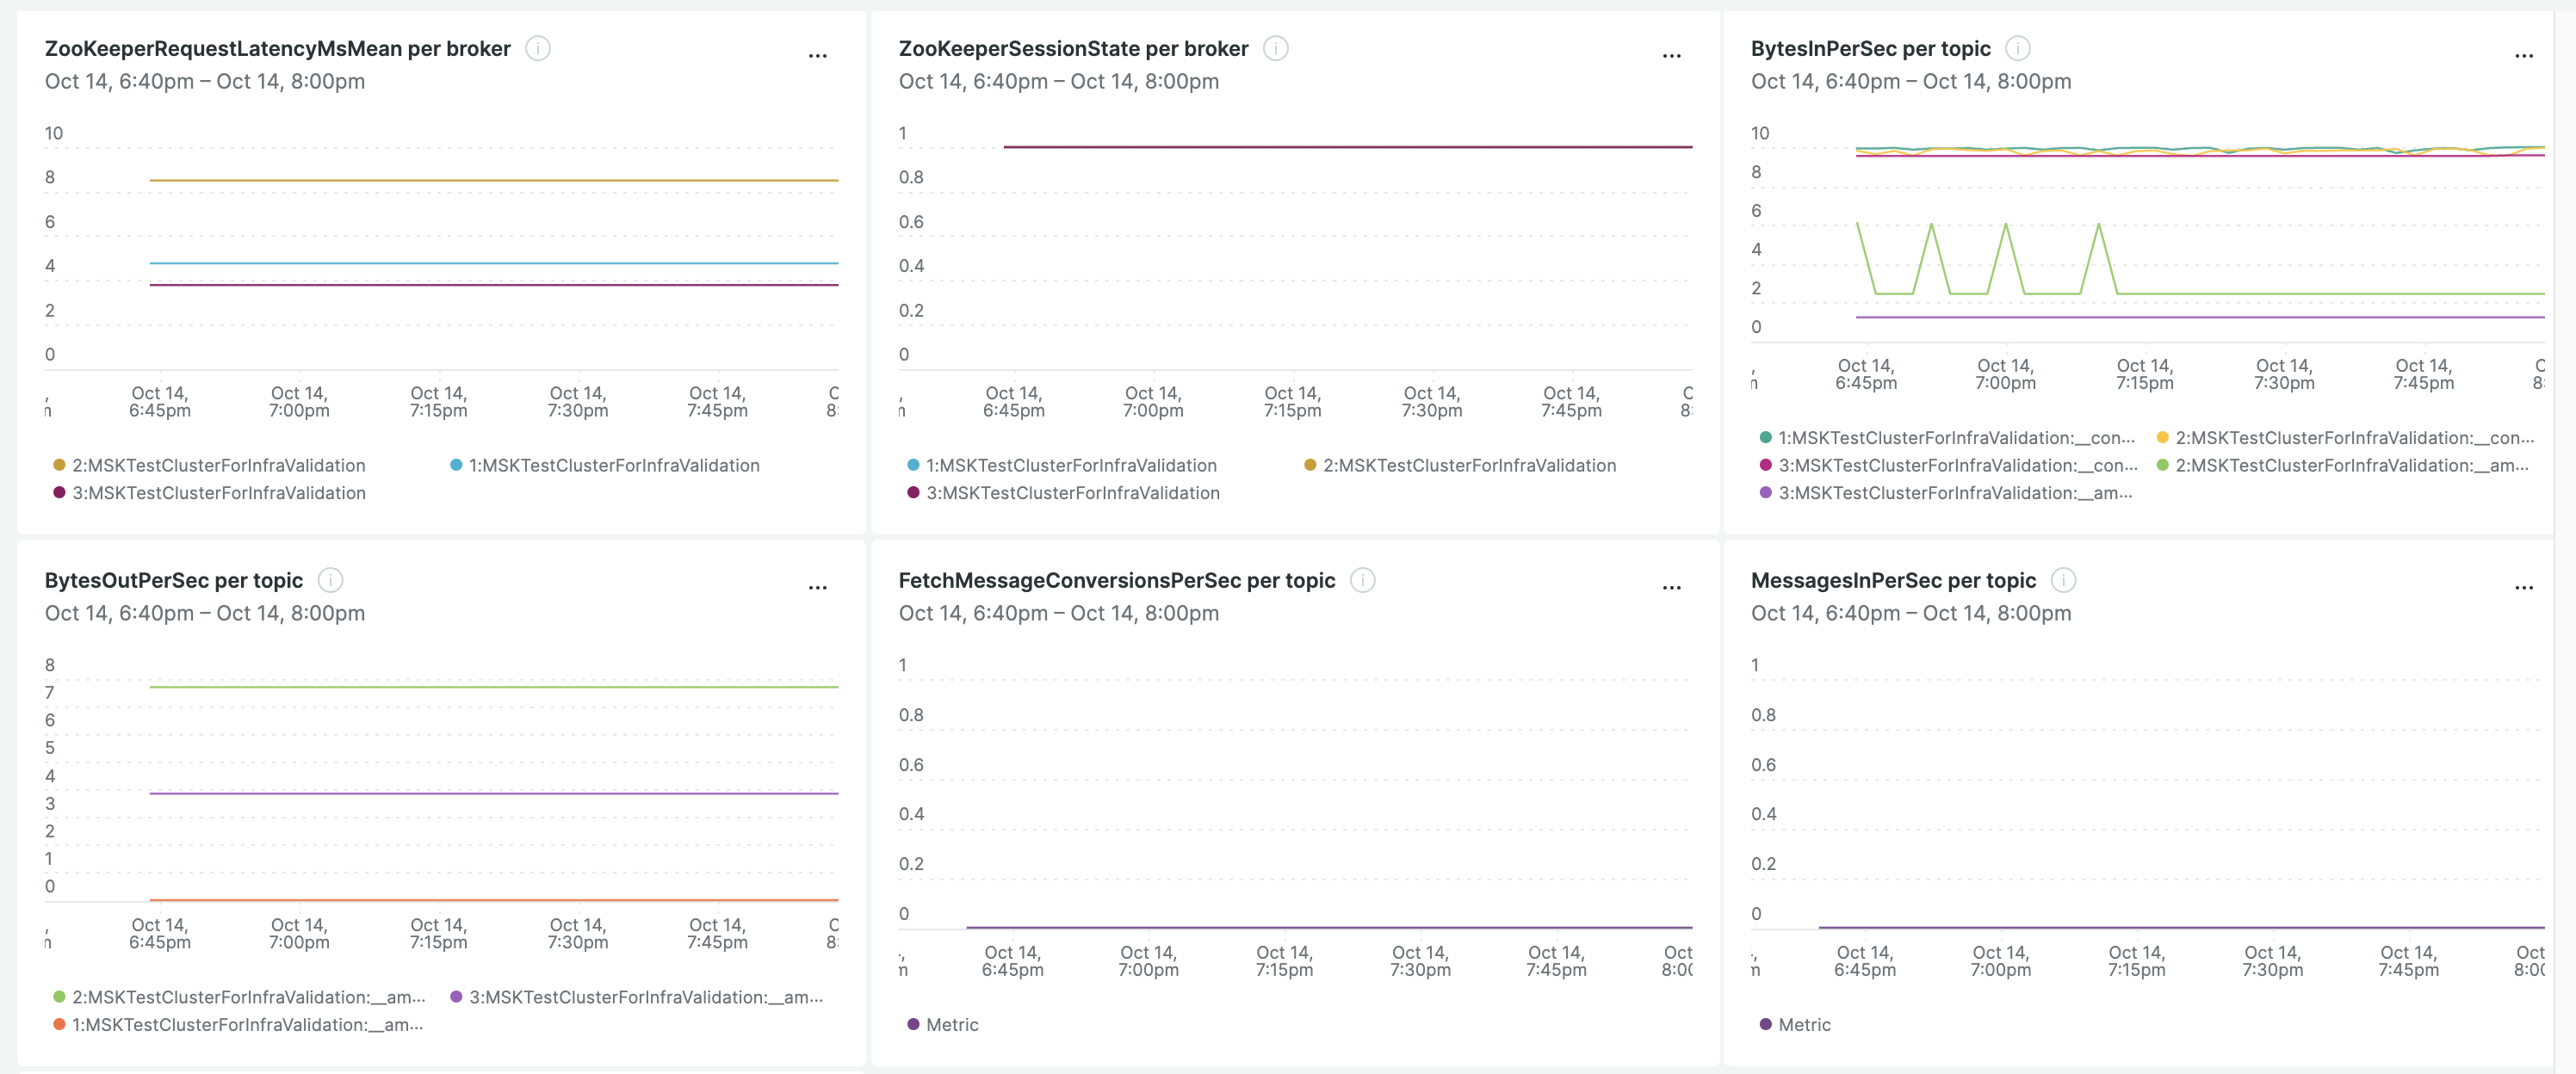 ZooKeeperRequestLatencyMsMean per broker
Oct 14, 6:40pm – Oct 14, 8:00pm
10
8
6
4
2
0
Oct 14, Oct 14, Oct 14, Oct 14, Oct 14,
6:45pm 7:00pm 7:15pm 7:30pm 7:45pm
2:MSKTestClusterForInfraValidation 1:MSKTestClusterForInfraValidation
3:MSKTestClusterForInfraValidation
ZooKeeperSessionState per broker
Oct 14, 6:40pm – Oct 14, 8:00pm
1
0.8
0.6
0.4
0.2
0
Oct 14, Oct 14, Oct 14, Oct 14, Oct 14,
6:45pm 7:00pm 7:15pm 7:30pm 7:45pm
1:MSKTestClusterForInfraValidation 2:MSKTestClusterForInfraValidation
3:MSKTestClusterForInfraValidation
BytesInPerSec per topic
Oct 14, 6:40pm – Oct 14, 8:00pm
10
8
6
4
2
0
Oct 14, Oct 14, Oct 14, Oct 14, Oct 14,
6:45pm 7:00pm 7:15pm 7:30pm 7:45pm
1:MSKTestClusterForInfraValidation:__con... 2:MSKTestClusterForInfraValidation:__con...
3:MSKTestClusterForInfraValidation:__con... 2:MSKTestClusterForInfraValidation:__am...
3:MSKTestClusterForInfraValidation:__am...
BytesOutPerSec per topic
Oct 14, 6:40pm – Oct 14, 8:00pm
8
7
6
5
4
3
2
1
0
Oct 14, Oct 14, Oct 14, Oct 14, Oct 14,
6:45pm 7:00pm 7:15pm 7:30pm 7:45pm
2:MSKTestClusterForInfraValidation:__am... 3:MSKTestClusterForInfraValidation:__am...
1:MSKTestClusterForInfraValidation:__am...
FetchMessageConversionsPerSec per topic
Oct 14, 6:40pm – Oct 14, 8:00pm
1
0.8
0.6
0.4
0.2
0
Oct 14, Oct 14, Oct 14, Oct 14, Oct 14, Oct
6:45pm 7:00pm 7:15pm 7:30pm 7:45pm
Metric
MessagesInPerSec per topic
Oct 14, 6:40pm – Oct 14, 8:00pm
1
0.8
0.6
0.4
0.2
0
Oct 14, Oct 14, Oct 14, Oct 14, Oct 14, Oct
6:45pm 7:00pm 7:15pm 7:30pm 7:45pm
Metric